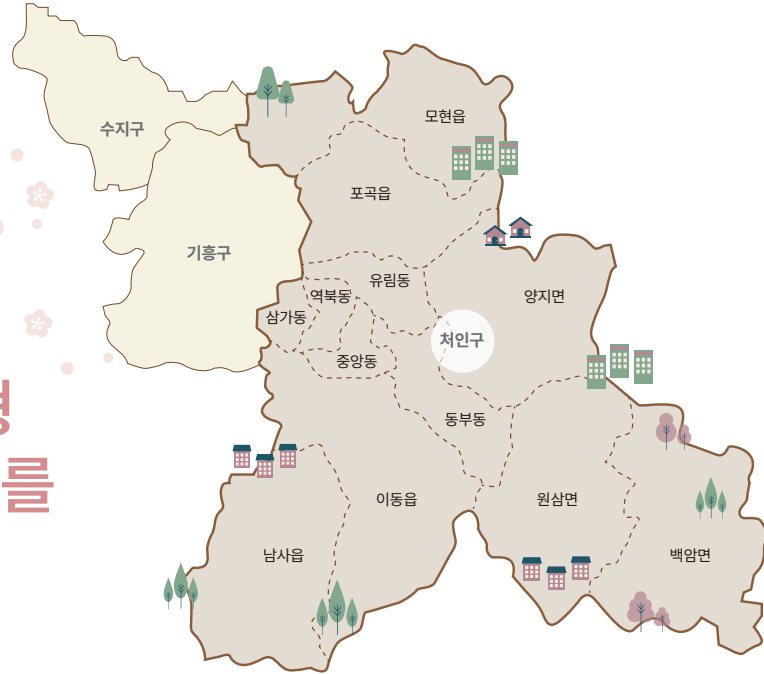 수지구
모현읍
포곡읍
기흥구
유림동
역북동
양지면
삼가동
처인구
중앙동
동부동
를
이동읍
원삼면
남사읍
백암면